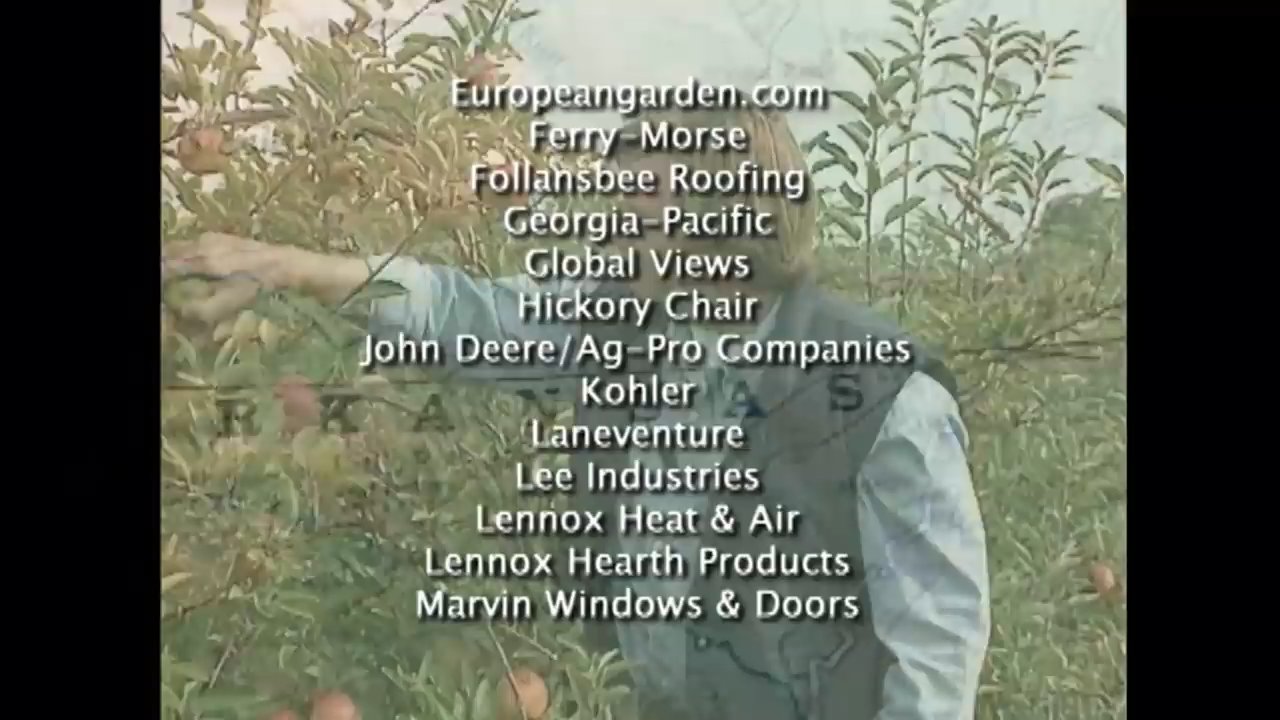 Europeangarden.com
Ferry-Morse
Follansbee Roofing
Georgia-Pacific
Global Views
Hickory Chair
John Deere/Ag-Pro Companies
Kohler
Laneventure
Lee Industries
Lennox Heat & Air
Lennox Hearth Products
Marvin Windows & Doors
R K A N S A S